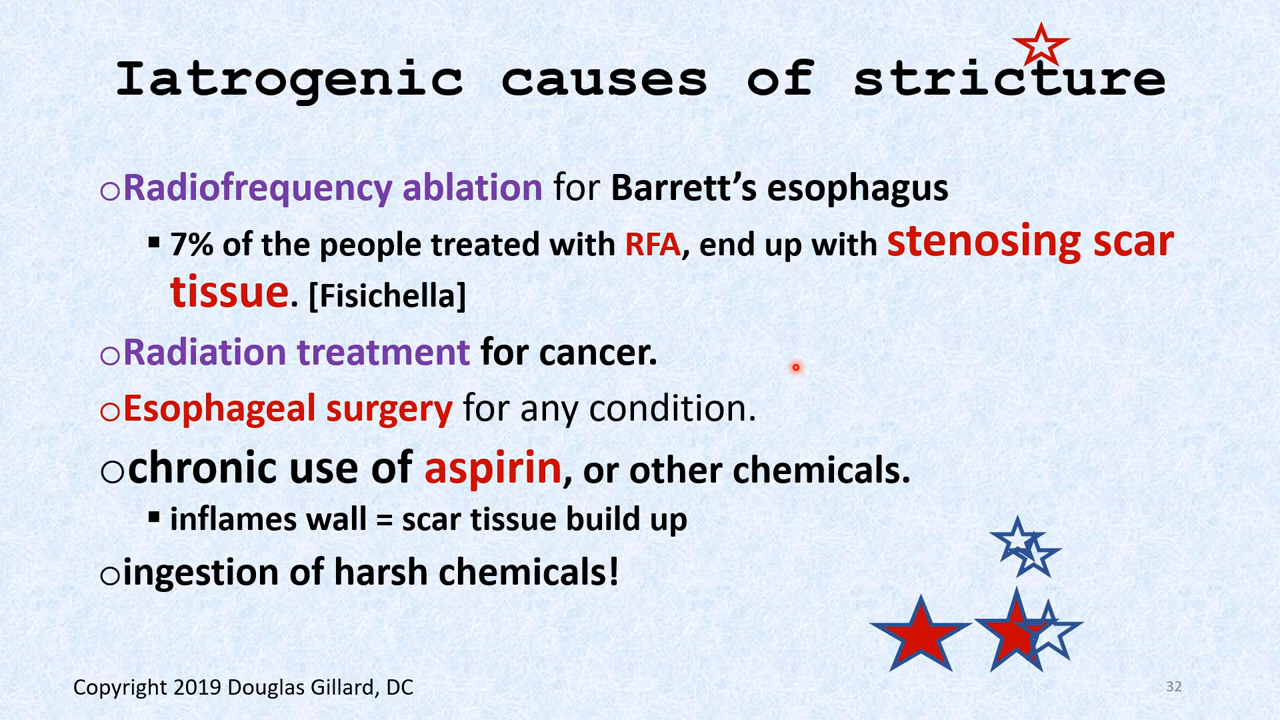 Iatrogenic causes of stricture
oRadiofrequency ablation for Barrett’s esophagus
▪ 7% of the people treated with RFA, end up with stenosing scar
tissue. [Fisichella]
oRadiation treatment for cancer.
oEsophageal surgery for any condition.
ochronic use of aspirin, or other chemicals.
▪ inflames wall = scar tissue build up
oingestion of harsh chemicals!
Copyright 2019 Douglas Gillard, DC
32